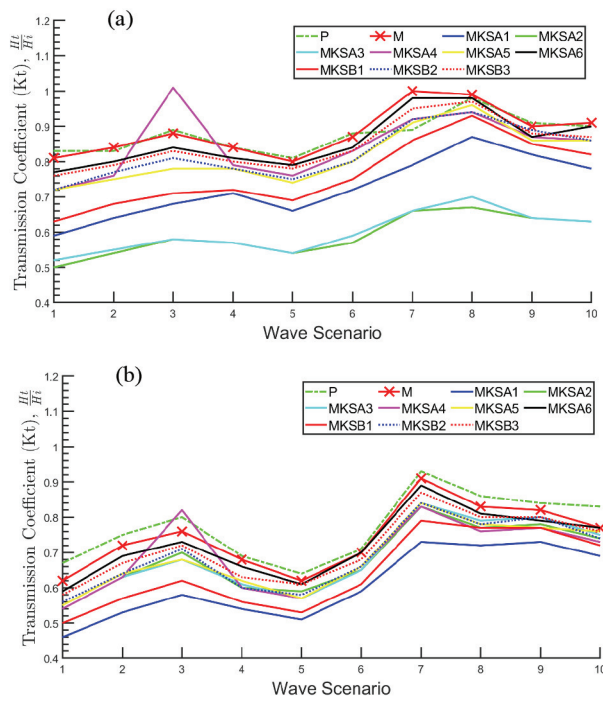 (a)
Transmission Coefficient (Kt), Ht/Hi
1.2
1.1
1
0.9
0.8
0.7
0.6
0.5
0.4
P M MKSA1 MKSA2
MKSA3 MKSA4 MKSA5 MKSA6
MKSB1 MKSB2 MKSB3
1 2 3 4 5 6 7 8 9 10
Wave Scenario
(b)
Transmission Coefficient (Kt), Ht/Hi
1.2
1.1
1
0.9
0.8
0.7
0.6
0.5
0.4
P M MKSA1 MKSA2
MKSA3 MKSA4 MKSA5 MKSA6
MKSB1 MKSB2 MKSB3
1 2 3 4 5 6 7 8 9 10
Wave Scenario